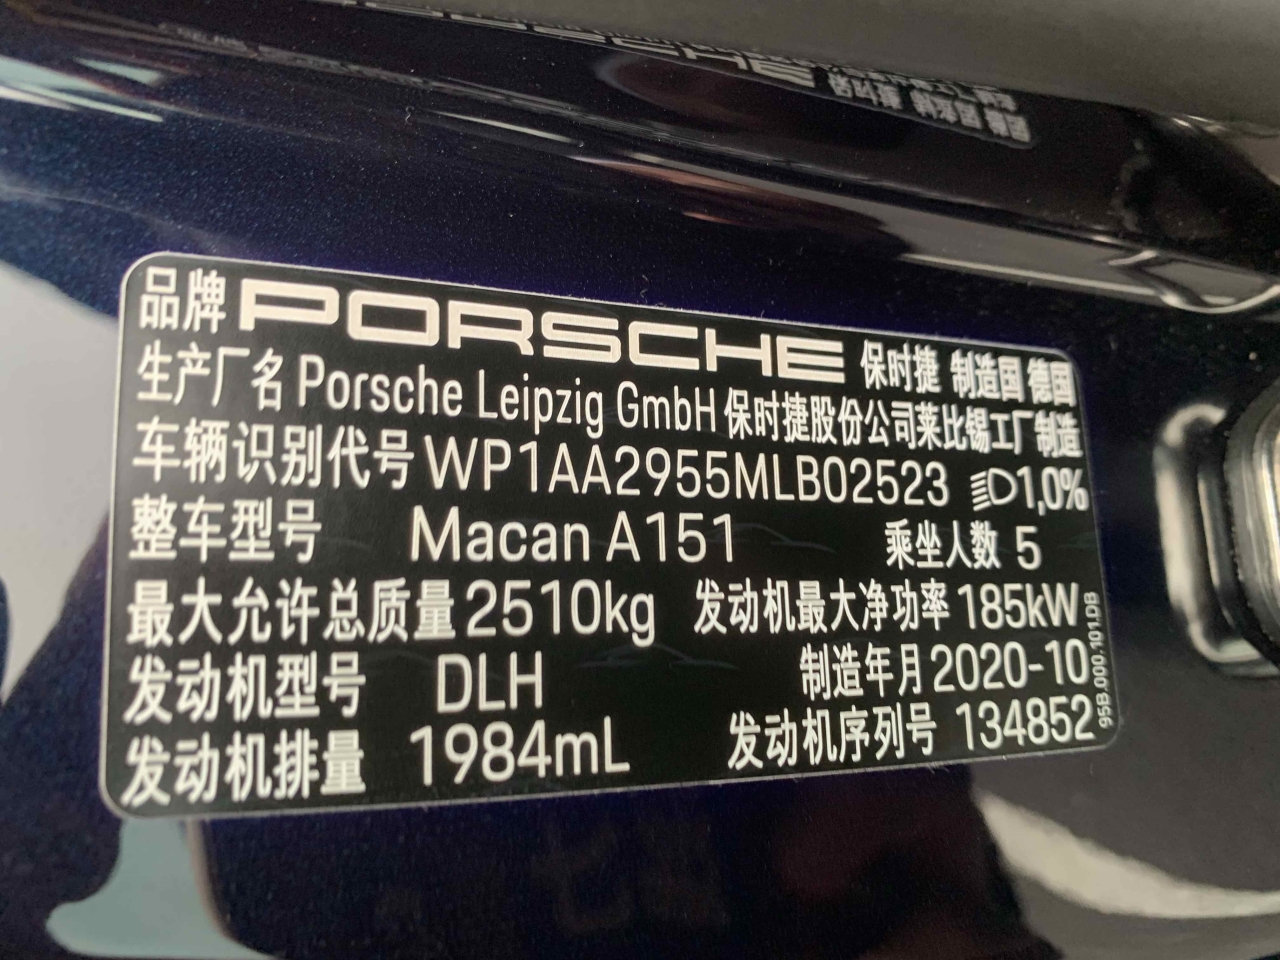 品牌 PORSCHE 保时捷 制造国 德国
生产厂名 Porsche Leipzig GmbH 保时捷股份公司莱比锡工厂制造
车辆识别代号 WP1AA2955MLB02523 1,0%
整车型号 Macan A151 乘坐人数 5
最大允许总质量 2510kg 发动机最大净功率 185kW
发动机型号 DLH 制造年月 2020-10
发动机排量 1984mL 发动机序列号 134852
95B.000.101.DB